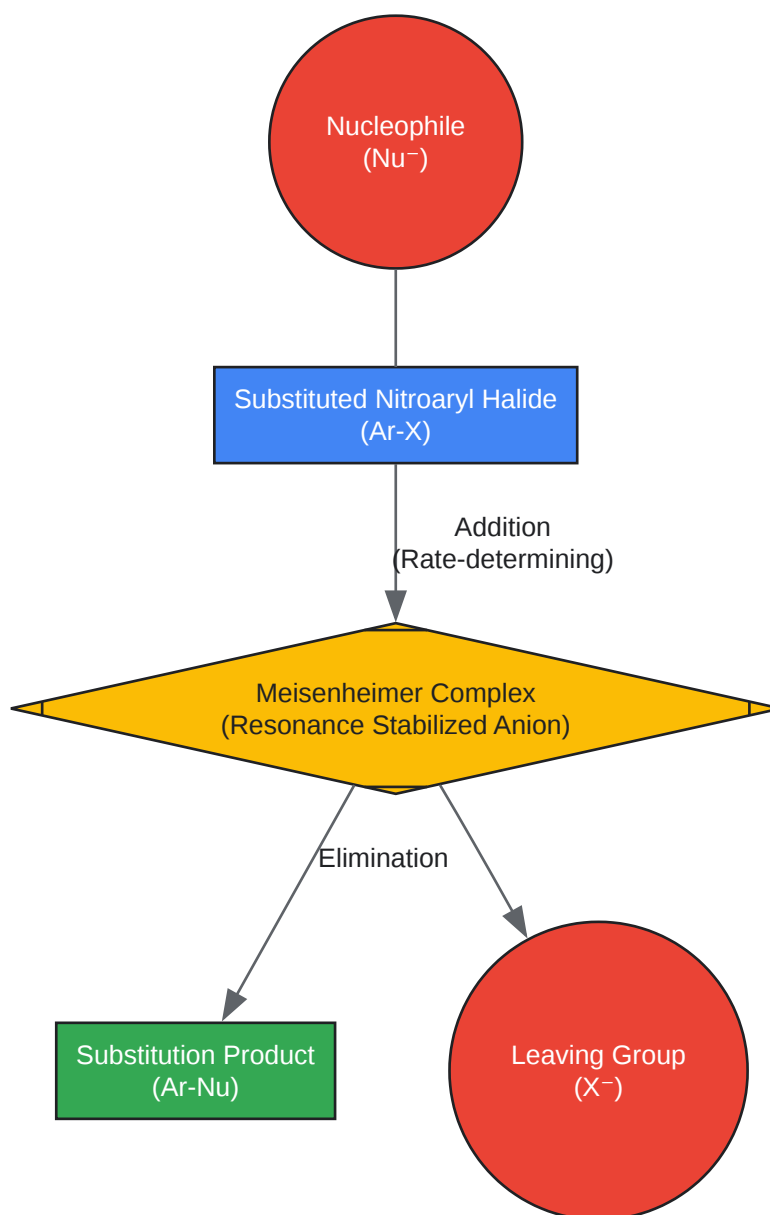 Nucleophile
(Nu⁻)
Substituted Nitroaryl Halide
(Ar-X)
Addition
(Rate-determining)
Meisenheimer Complex
(Resonance Stabilized Anion)
Elimination
Substitution Product
(Ar-Nu)
Leaving Group
(X⁻)